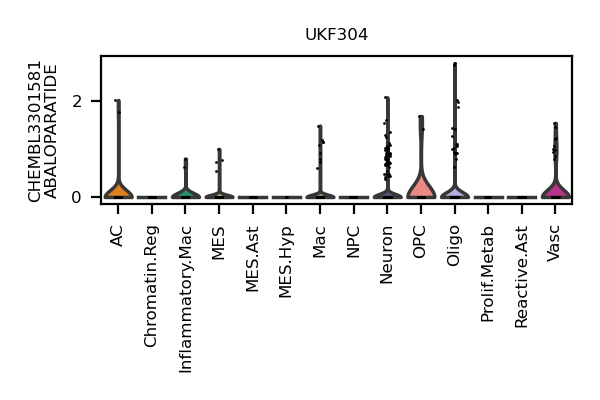 UKF304
CHEMBL3301581
ABALOPARATIDE
2
0
AC
Chromatin.Reg
Inflammatory.Mac
MES
MES.Ast
MES.Hyp
Mac
NPC
Neuron
OPC
Oligo
Prolif.Metab
Reactive.Ast
Vasc